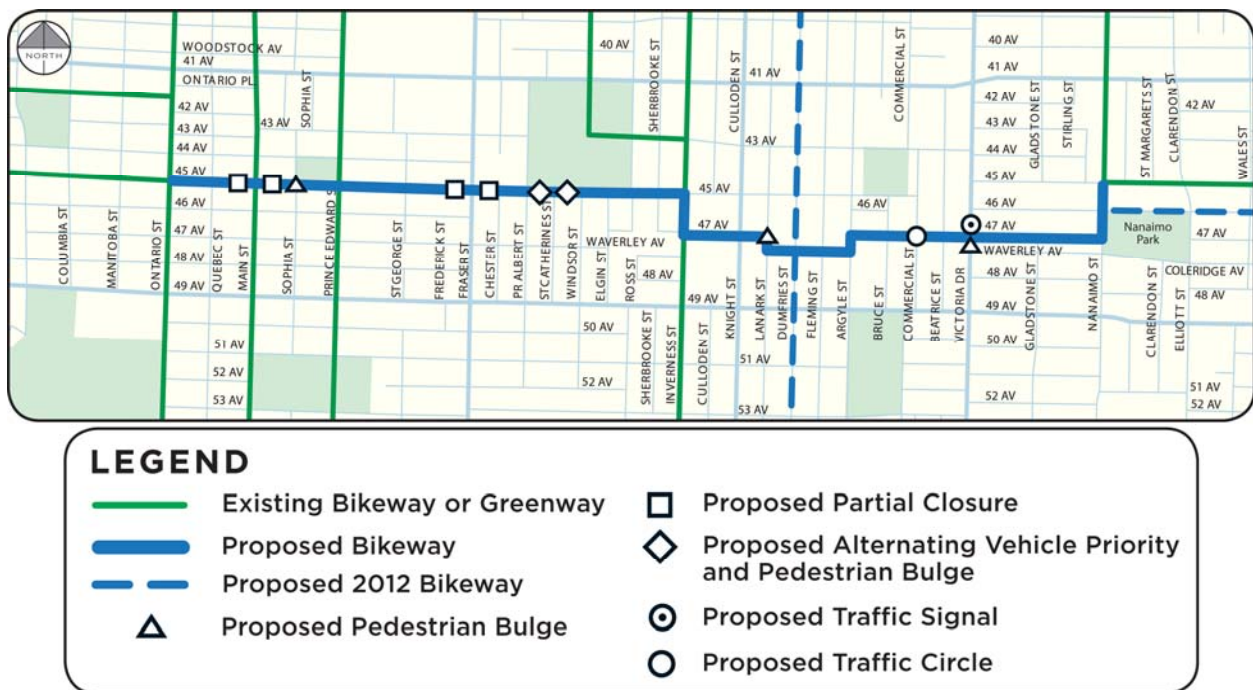 NORTH
WOODSTOCK AV
41 AV
ONTARIO PL
42 AV
43 AV
44 AV
45 AV
46 AV
47 AV
48 AV
49 AV
43 AV
SOPHIA ST
COLUMBIA ST
MANITOBA ST
ONTARIO ST
QUEBEC ST
MAIN ST
SOPHIA ST
PRINCE EDWARD S
51 AV
52 AV
53 AV
ST GEORGE ST
FREDERICK ST
FRASER ST
CHESTER ST
PR ALBERT ST
ST CATHERINES ST
WINDSOR ST
ELGIN ST
ROSS ST
WAVERLEY AV
48 AV
50 AV
52 AV
40 AV
SHERBROOKE ST
CULLODEN ST
41 AV
43 AV
45 AV
47 AV
49 AV
51 AV
53 AV
SHERBROOKE ST
INVERNESS ST
CULLODEN ST
KNIGHT ST
LANARK ST
DUMFRIES ST
FLEMING ST
ARGYLE ST
BRUCE ST
COMMERCIAL ST
BEATRICE ST
VICTORIA DR
46 AV
COMMERCIAL ST
40 AV
41 AV
42 AV
43 AV
44 AV
45 AV
46 AV
47 AV
WAVERLEY AV
48 AV
49 AV
50 AV
52 AV
GLADSTONE ST
STIRLING ST
GLADSTONE ST
NANAIMO ST
ST MARGARETS ST
CLARENDON ST
42 AV
WALES ST
Nanaimo
Park
47 AV
COLERIDGE AV
48 AV
CLARENDON ST
ELLIOTT ST
51 AV
52 AV
LEGEND
Existing Bikeway or Greenway
Proposed Bikeway
Proposed 2012 Bikeway
Proposed Pedestrian Bulge
Proposed Partial Closure
Proposed Alternating Vehicle Priority
and Pedestrian Bulge
Proposed Traffic Signal
Proposed Traffic Circle